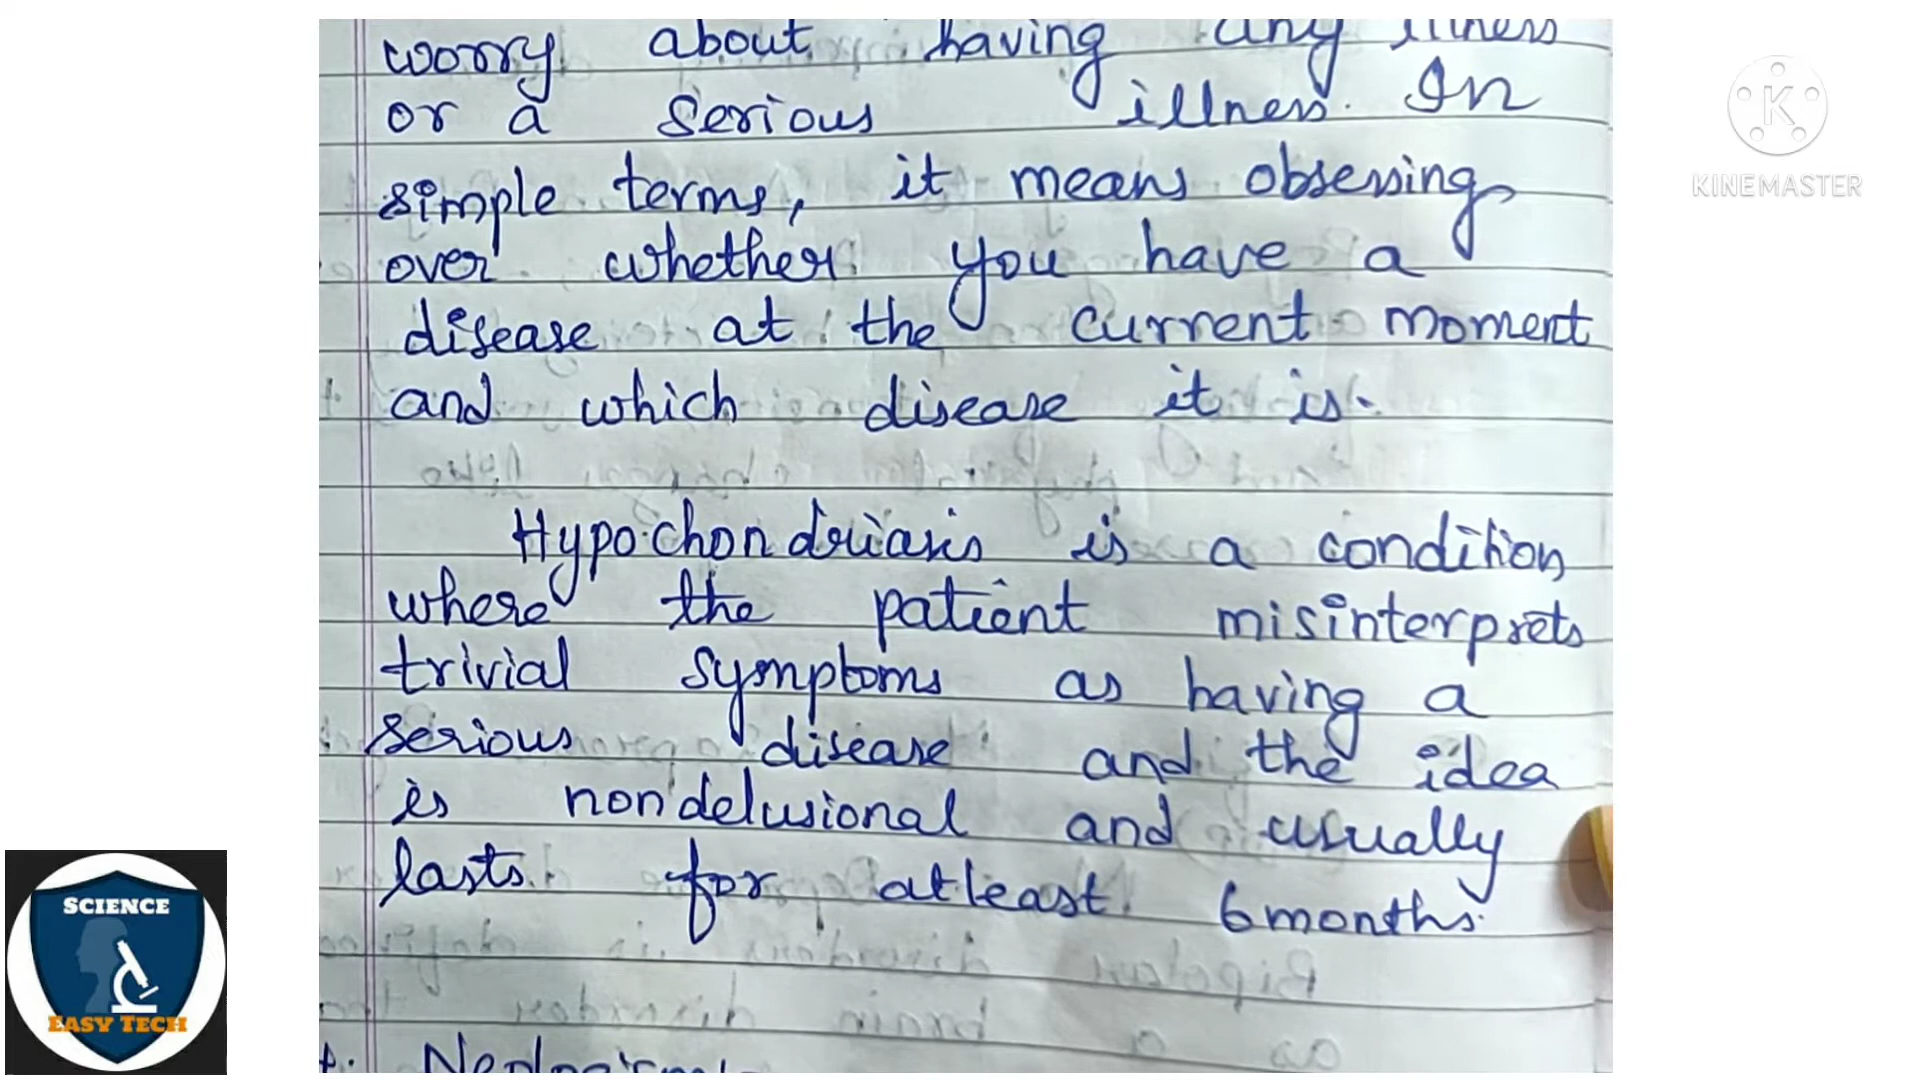 worry about having any illness
or a serious illness. In
simple terms, it means obsessing
over whether you have a
disease at the current moment
and which disease it is.
Hypochondriasis is a condition
where the patient misinterprets
trivial symptoms as having a
serious disease and the idea
is nondelusional and usually
lasts for atleast 6 months.
KINEMASTER
SCIENCE
EASY TECH